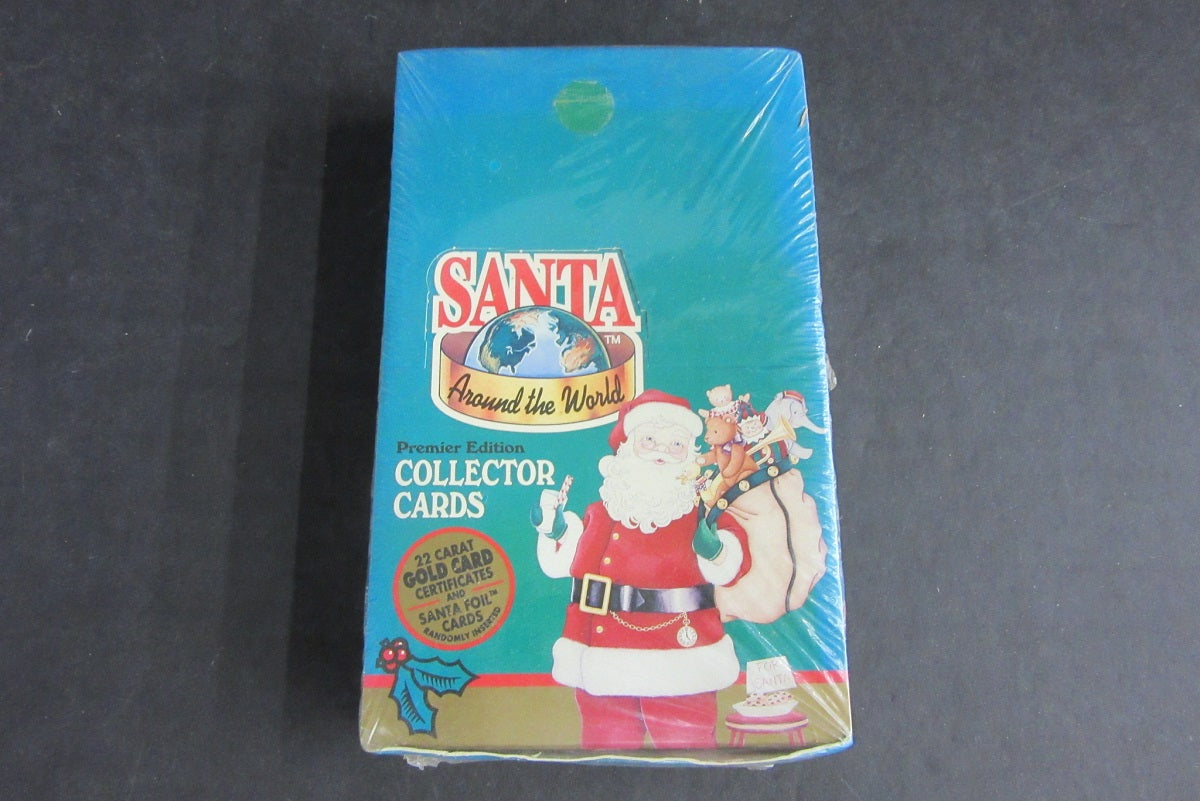 SANTA
TM
Around the World
Premier Edition
COLLECTOR
CARDS
22 CARAT
GOLD CARD
CERTIFICATES
AND
SANTA FOIL™
CARDS
RANDOMLY INSERTED
FOR
SANTA